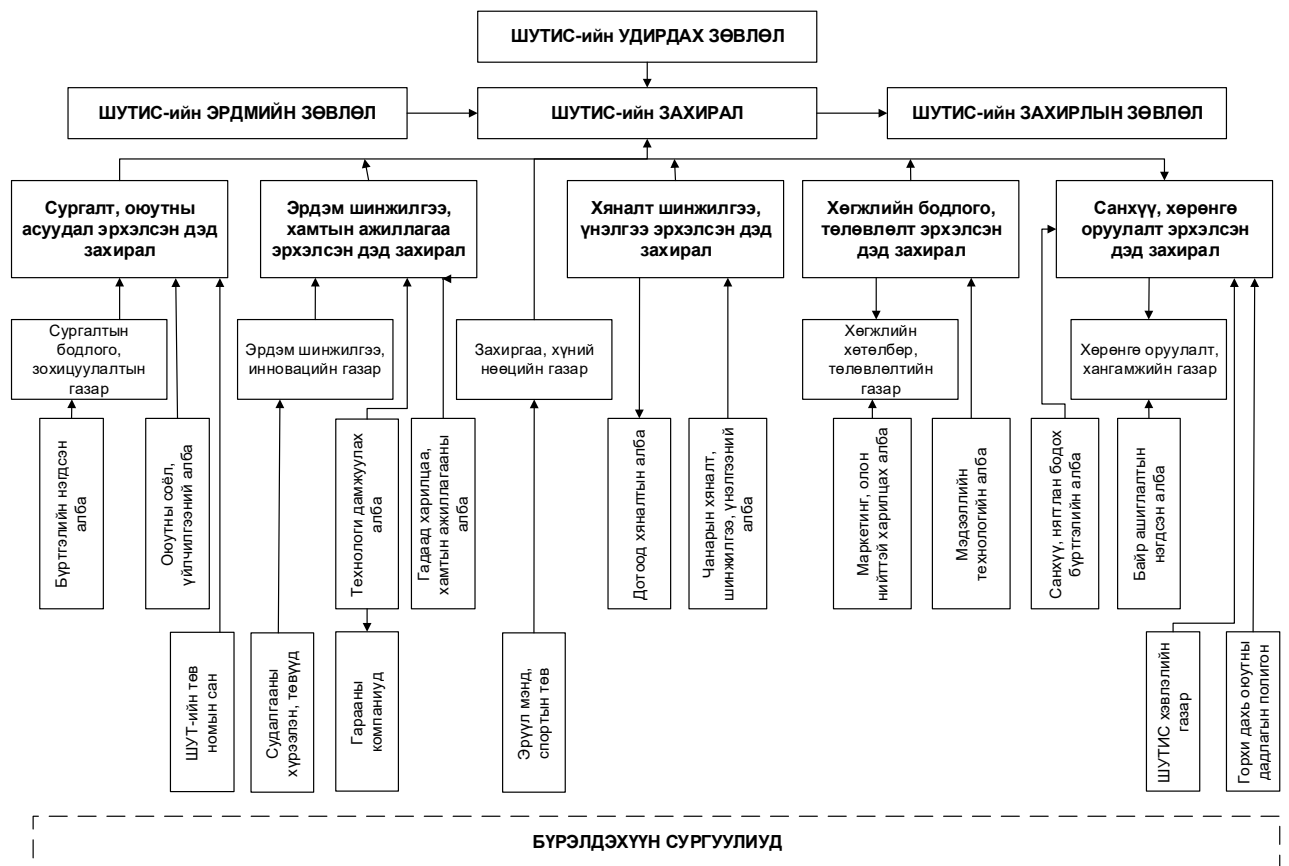 ШУТИС-ийн УДИРДАХ ЗӨВЛӨЛ
ШУТИС-ийн ЭРДМИЙН ЗӨВЛӨЛ
ШУТИС-ийн ЗАХИРАЛ
ШУТИС-ийн ЗАХИРЛЫН ЗӨВЛӨЛ
Сургалт, оюутны
асуудал эрхэлсэн дэд
захирал
Эрдэм шинжилгээ,
хамтын ажиллагаа
эрхэлсэн дэд захирал
Хяналт шинжилгээ,
үнэлгээ эрхэлсэн дэд
захирал
Хөгжлийн бодлого,
төлөвлөлт эрхэлсэн
дэд захирал
Санхүү, хөрөнгө
оруулалт эрхэлсэн
дэд захирал
Сургалтын
бодлого,
зохицуулалтын
газар
Эрдэм шинжилгээ,
инновацийн газар
Захиргаа, хүний
нөөцийн газар
Хөгжлийн
хөтөлбөр,
төлөвлөлтийн
газар
Хөрөнгө оруулалт,
хангамжийн газар
Бүртгэлийн нэгдсэн
алба
Оюутны соёл,
үйлчилгээний алба
Технологи дамжуулах
алба
Гадаад харилцаа,
хамтын ажиллагааны
алба
Дотоод хяналтын алба
Чанарын хяналт,
шинжилгээ, үнэлгээний
алба
Маркетинг, олон
нийттэй харилцах алба
Мэдээллийн
технологийн алба
Санхүү, нягтлан бодох
бүртгэлийн алба
Байр ашиглалтын
нэгдсэн алба
ШУТ-ийн төв
номын сан
Судалгааны
хүрээлэн, төвүүд
Гарааны
компаниуд
Эрүүл мэнд,
спортын төв
ШУТИС хэвлэлийн
газар
Горхи дахь оюутны
дадлагын полигон
БҮРЭЛДЭХҮҮН СУРГУУЛИУД